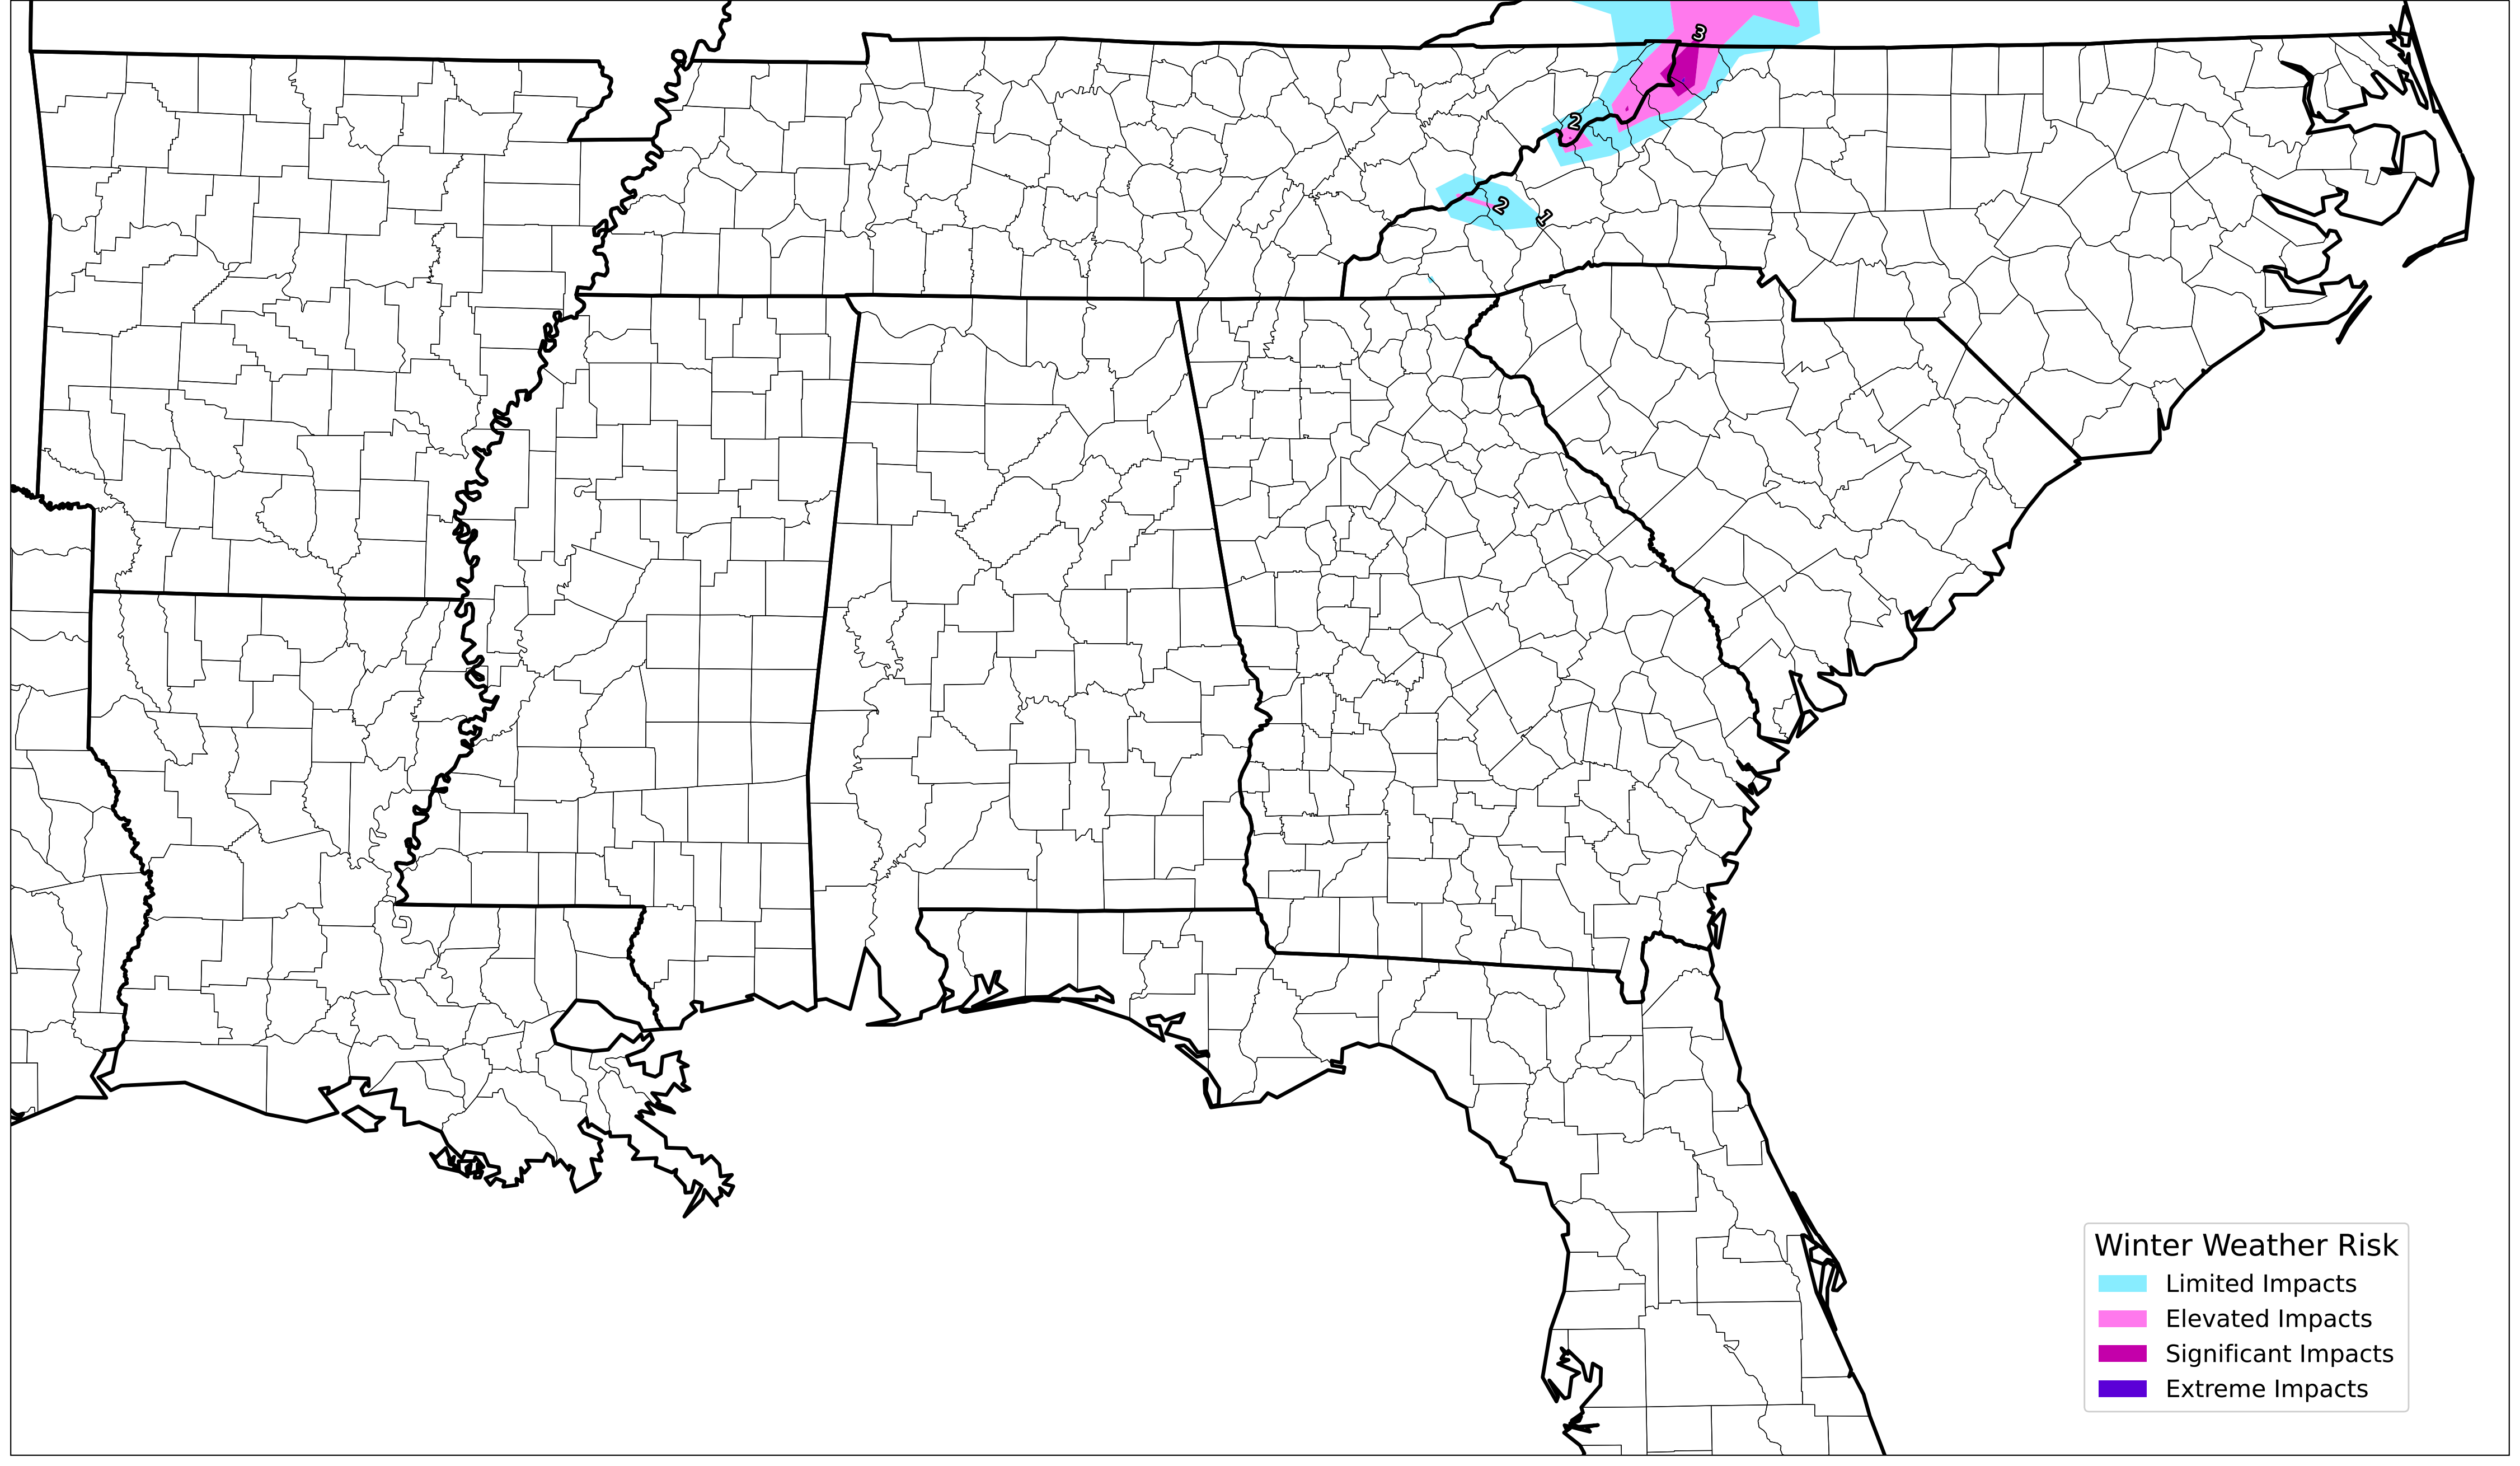 3
2
2
1
Winter Weather Risk
Limited Impacts
Elevated Impacts
Significant Impacts
Extreme Impacts